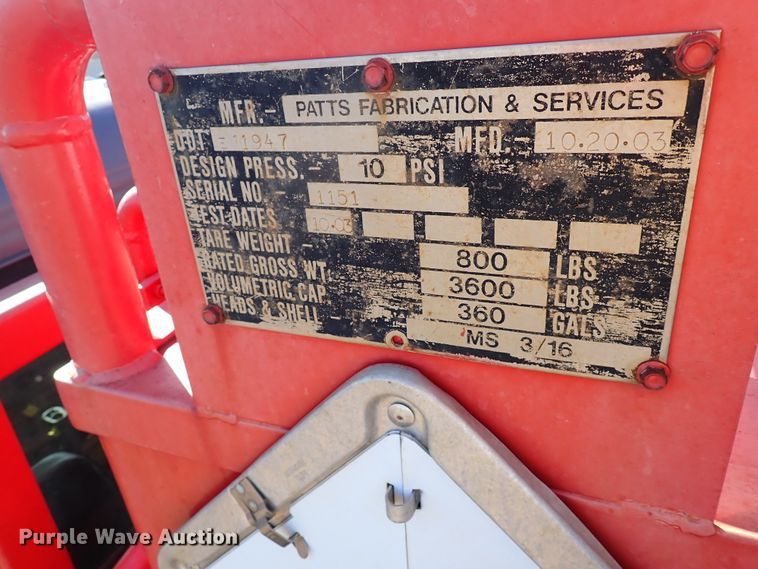 MFR.- PATTS FABRICATION & SERVICES
DOT - 11947 MFD.- 10·20·03
DESIGN PRESS. - 10 PSI
SERIAL NO. 1151
TEST DATES 10-03
TARE WEIGHT - 800 LBS
RATED GROSS WT. 3600 LBS -
VOLUMETRIC CAP. 360 GALS
HEADS & SHELL - MS 3/16
Purple Wave Auction